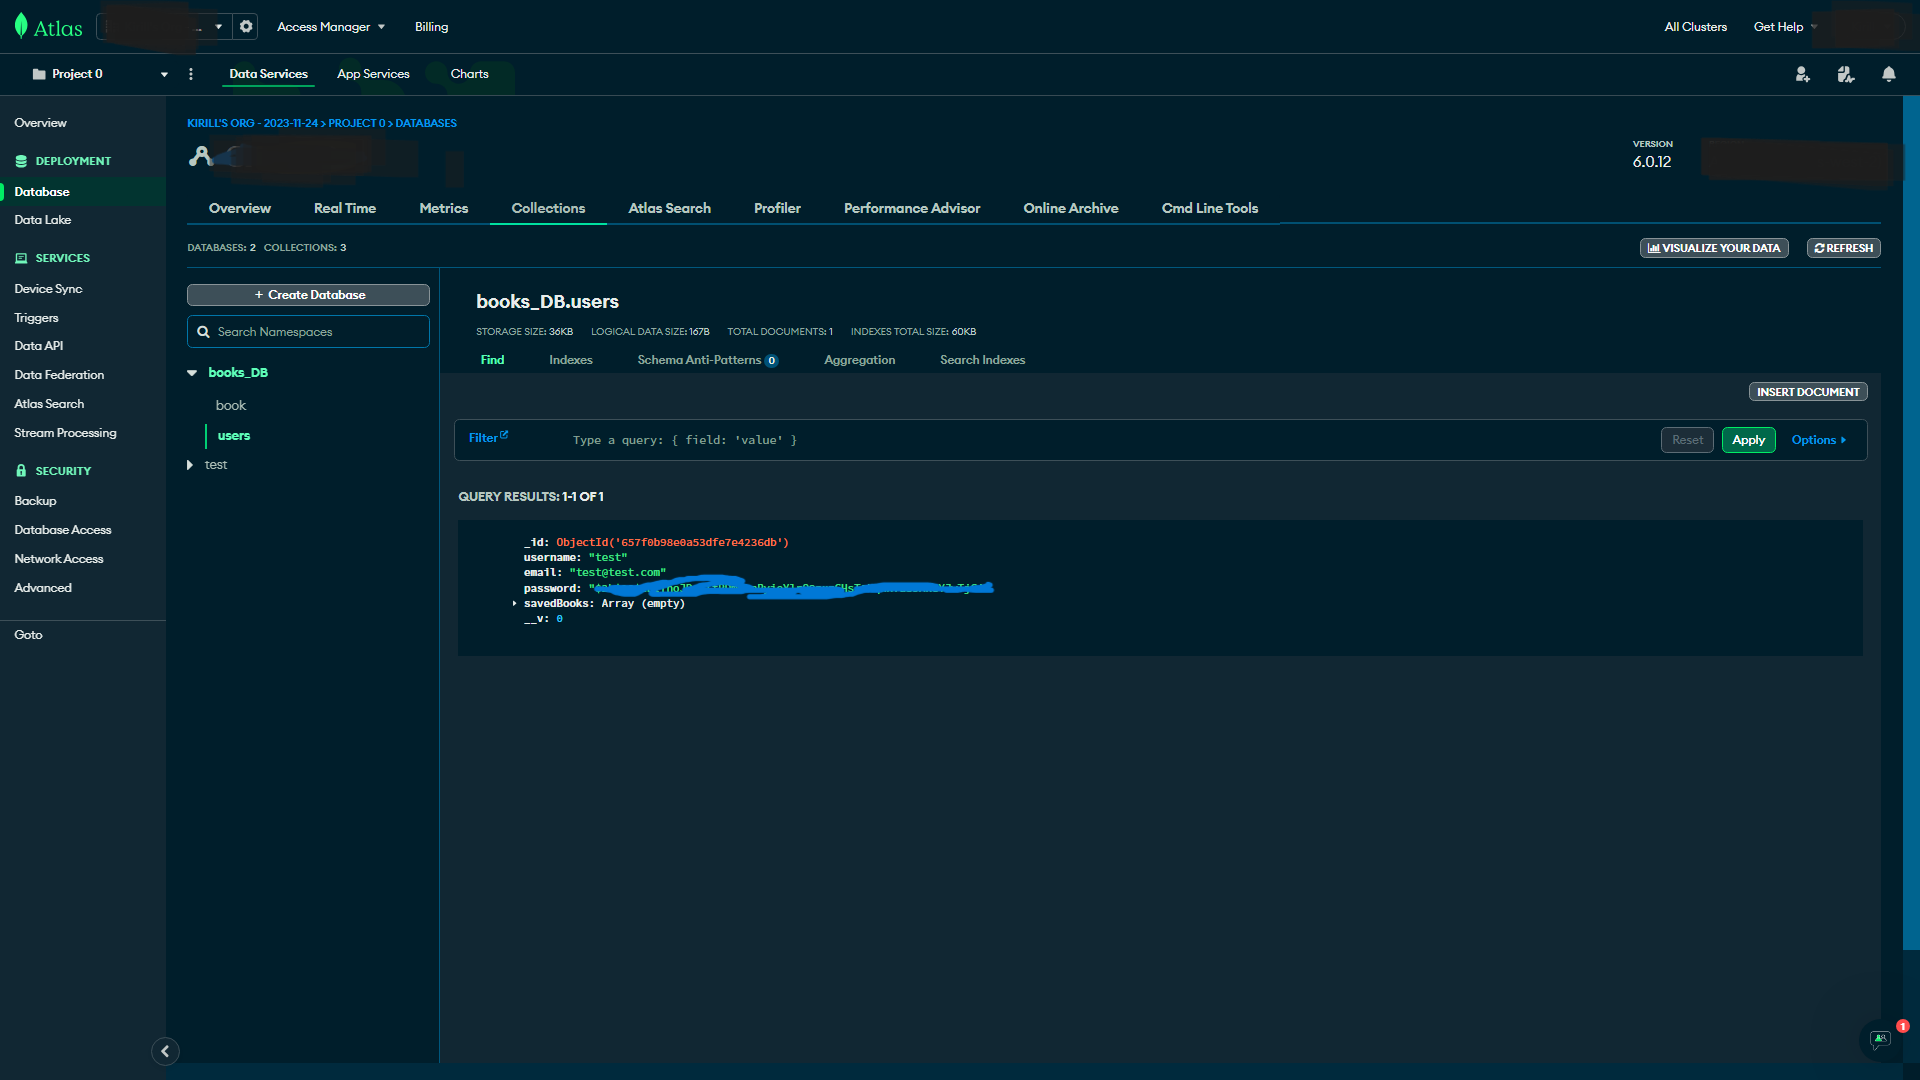 Atlas
...
Access Manager
Billing
All Clusters
Get Help
Project 0
Data Services
App Services
Charts
Overview
DEPLOYMENT
Database
Data Lake
SERVICES
Device Sync
Triggers
Data API
Data Federation
Atlas Search
Stream Processing
SECURITY
Backup
Database Access
Network Access
Advanced
Goto
KIRILL'S ORG - 2023-11-24 > PROJECT 0 > DATABASES
VERSION
6.0.12
Overview
Real Time
Metrics
Collections
Atlas Search
Profiler
Performance Advisor
Online Archive
Cmd Line Tools
DATABASES: 2 COLLECTIONS: 3
VISUALIZE YOUR DATA
REFRESH
+ Create Database
Search Namespaces
books_DB
book
users
test
books_DB.users
STORAGE SIZE: 36KB LOGICAL DATA SIZE: 167B TOTAL DOCUMENTS: 1 INDEXES TOTAL SIZE: 60KB
Find
Indexes
Schema Anti-Patterns 0
Aggregation
Search Indexes
INSERT DOCUMENT
Filter
Type a query: { field: 'value' }
Reset
Apply
Options
QUERY RESULTS: 1-1 OF 1
_id: ObjectId('657f0b98e0a53dfe7e4236db')
username: "test"
email: "test@test.com"
password:
savedBooks: Array (empty)
__v: 0
1